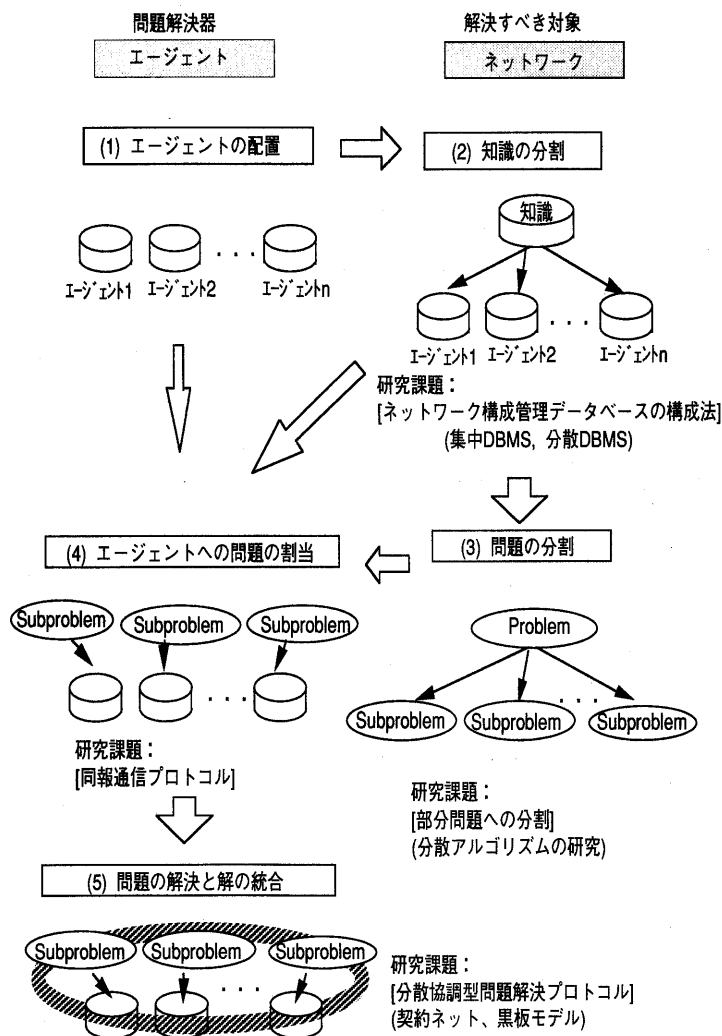 問題解決器
エージェント
解決すべき対象
ネットワーク
(1) エージェントの配置
(2) 知識の分割
知識
エージェント1 エージェント2 ・・・ エージェントn
エージェント1 エージェント2 ・・・ エージェントn
研究課題：
[ネットワーク構成管理データベースの構成法]
(集中DBMS, 分散DBMS)
(3) 問題の分割
(4) エージェントへの問題の割当
Subproblem Subproblem Subproblem
・・・
研究課題：
[同報通信プロトコル]
Problem
・・・
Subproblem Subproblem Subproblem
研究課題：
[部分問題への分割]
(分散アルゴリズムの研究)
(5) 問題の解決と解の統合
Subproblem Subproblem Subproblem
・・・
研究課題：
[分散協調型問題解決プロトコル]
(契約ネット、黒板モデル)